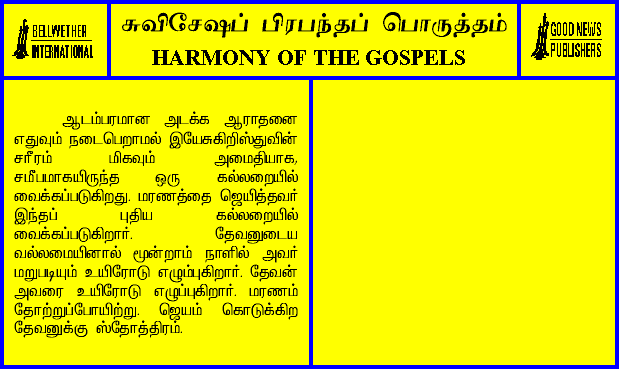 BELLWETHER
INTERNATIONAL
சுவிசேஷப் பிரபந்தப் பொருத்தம்
HARMONY OF THE GOSPELS
GOOD NEWS
PUBLISHERS
ஆடம்பரமான அடக்க ஆராதனை
எதுவும் நடைபெறாமல் இயேசுகிறிஸ்துவின்
சரீரம் மிகவும் அமைதியாக,
சமீபமாகயிருந்த ஒரு கல்லறையில்
வைக்கப்படுகிறது. மரணத்தை ஜெயித்தவர்
இந்தப் புதிய கல்லறையில்
வைக்கப்படுகிறார். தேவனுடைய
வல்லமையினால் மூன்றாம் நாளில் அவர்
மறுபடியும் உயிரோடு எழும்புகிறார். தேவன்
அவரை உயிரோடு எழுப்புகிறார். மரணம்
தோற்றுப்போயிற்று. ஜெயம் கொடுக்கிற
தேவனுக்கு ஸ்தோத்திரம்.